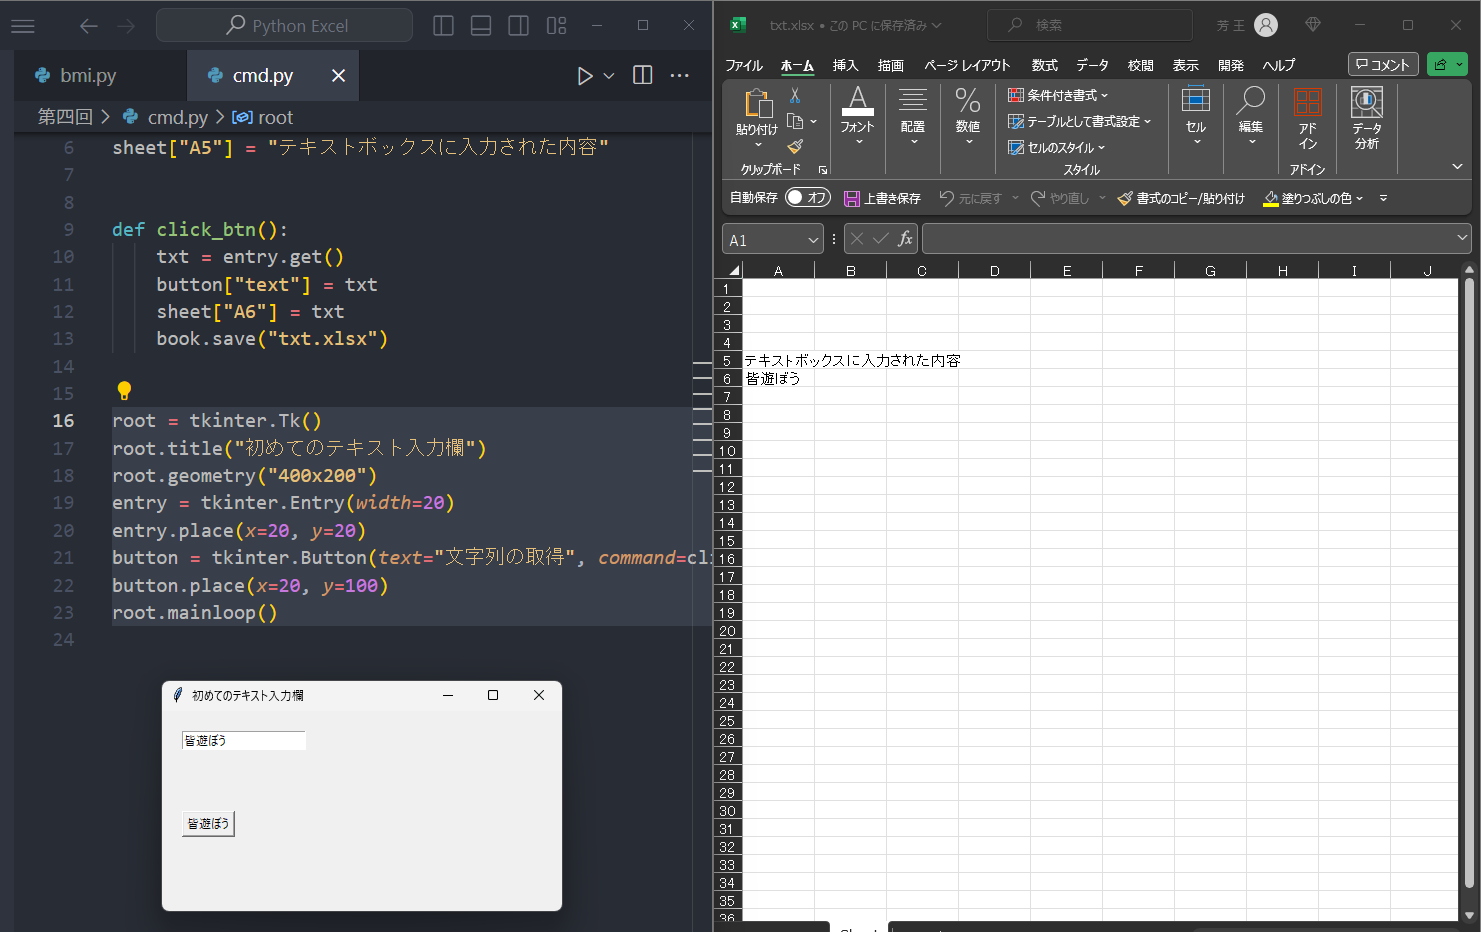 Python Excel
bmi.py
cmd.py
第四回 > cmd.py > root
6 sheet["A5"] = "テキストボックスに入力された内容"
7
8
9 def click_btn():
10 txt = entry.get()
11 button["text"] = txt
12 sheet["A6"] = txt
13 book.save("txt.xlsx")
14
15
16 root = tkinter.Tk()
17 root.title("初めてのテキスト入力欄")
18 root.geometry("400x200")
19 entry = tkinter.Entry(width=20)
20 entry.place(x=20, y=20)
21 button = tkinter.Button(text="文字列の取得", command=cli
22 button.place(x=20, y=100)
23 root.mainloop()
24
初めてのテキスト入力欄
皆遊ぼう
皆遊ぼう
txt.xlsx • この PC に保存済み
検索
芳 王
ファイル ホーム 挿入 描画 ページ レイアウト 数式 データ 校閲 表示 開発 ヘルプ
コメント
貼り付け
クリップボード
フォント
配置
数値
条件付き書式
テーブルとして書式設定
セルのスタイル
スタイル
セル
編集
アド
イン
アドイン
データ
分析
自動保存 オフ 上書き保存 元に戻す やり直し 書式のコピー/貼り付け 塗りつぶしの色
A1
fx
A B C D E F G H I J
1
2
3
4
5 テキストボックスに入力された内容
6 皆遊ぼう
7
8
9
10
11
12
13
14
15
16
17
18
19
20
21
22
23
24
25
26
27
28
29
30
31
32
33
34
35
36